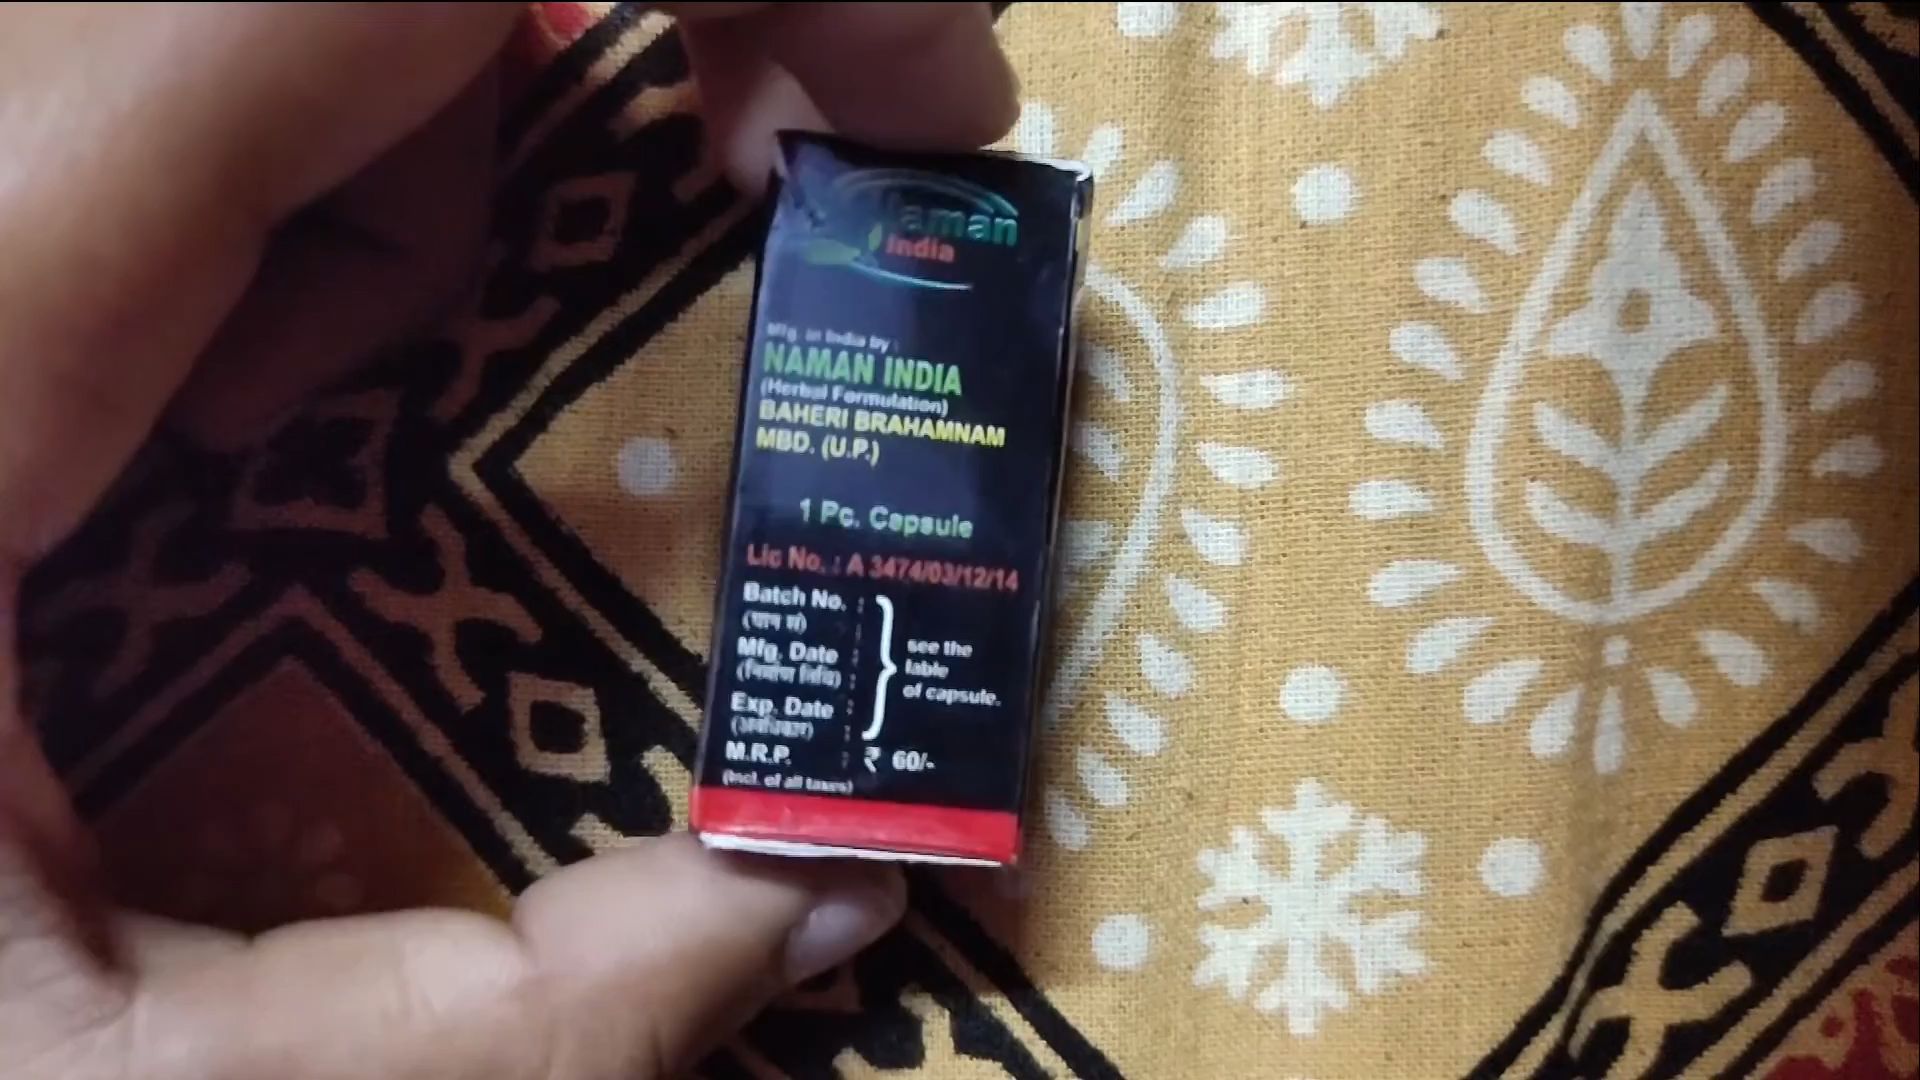 Naman
India
Mfg. in India by :
NAMAN INDIA
(Herbal Formulation)
BAHERI BRAHAMNAM
MBD. (U.P.)
1 Pc. Capsule
Lic No. : A 3474/03/12/14
Batch No. :
(घान सं) :
Mfg. Date :
(निर्माण तिथि) :
Exp. Date :
:
see the
lable
of capsule.
M.R.P. : ₹ 60/-
(Incl. of all taxes)